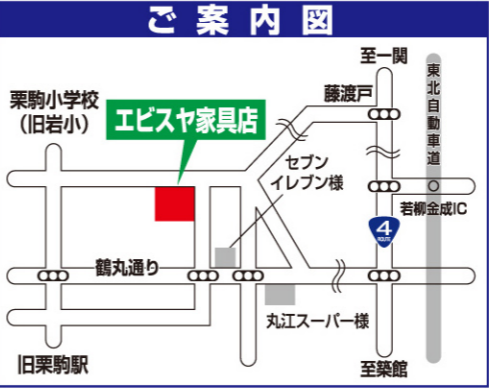 ご案内図
至一関
東北自動車道
藤渡戸
栗駒小学校
(旧岩小)
エビスヤ家具店
セブン
イレブン様
若柳金成IC
4
ROUTE
鶴丸通り
丸江スーパー様
旧栗駒駅
至築館